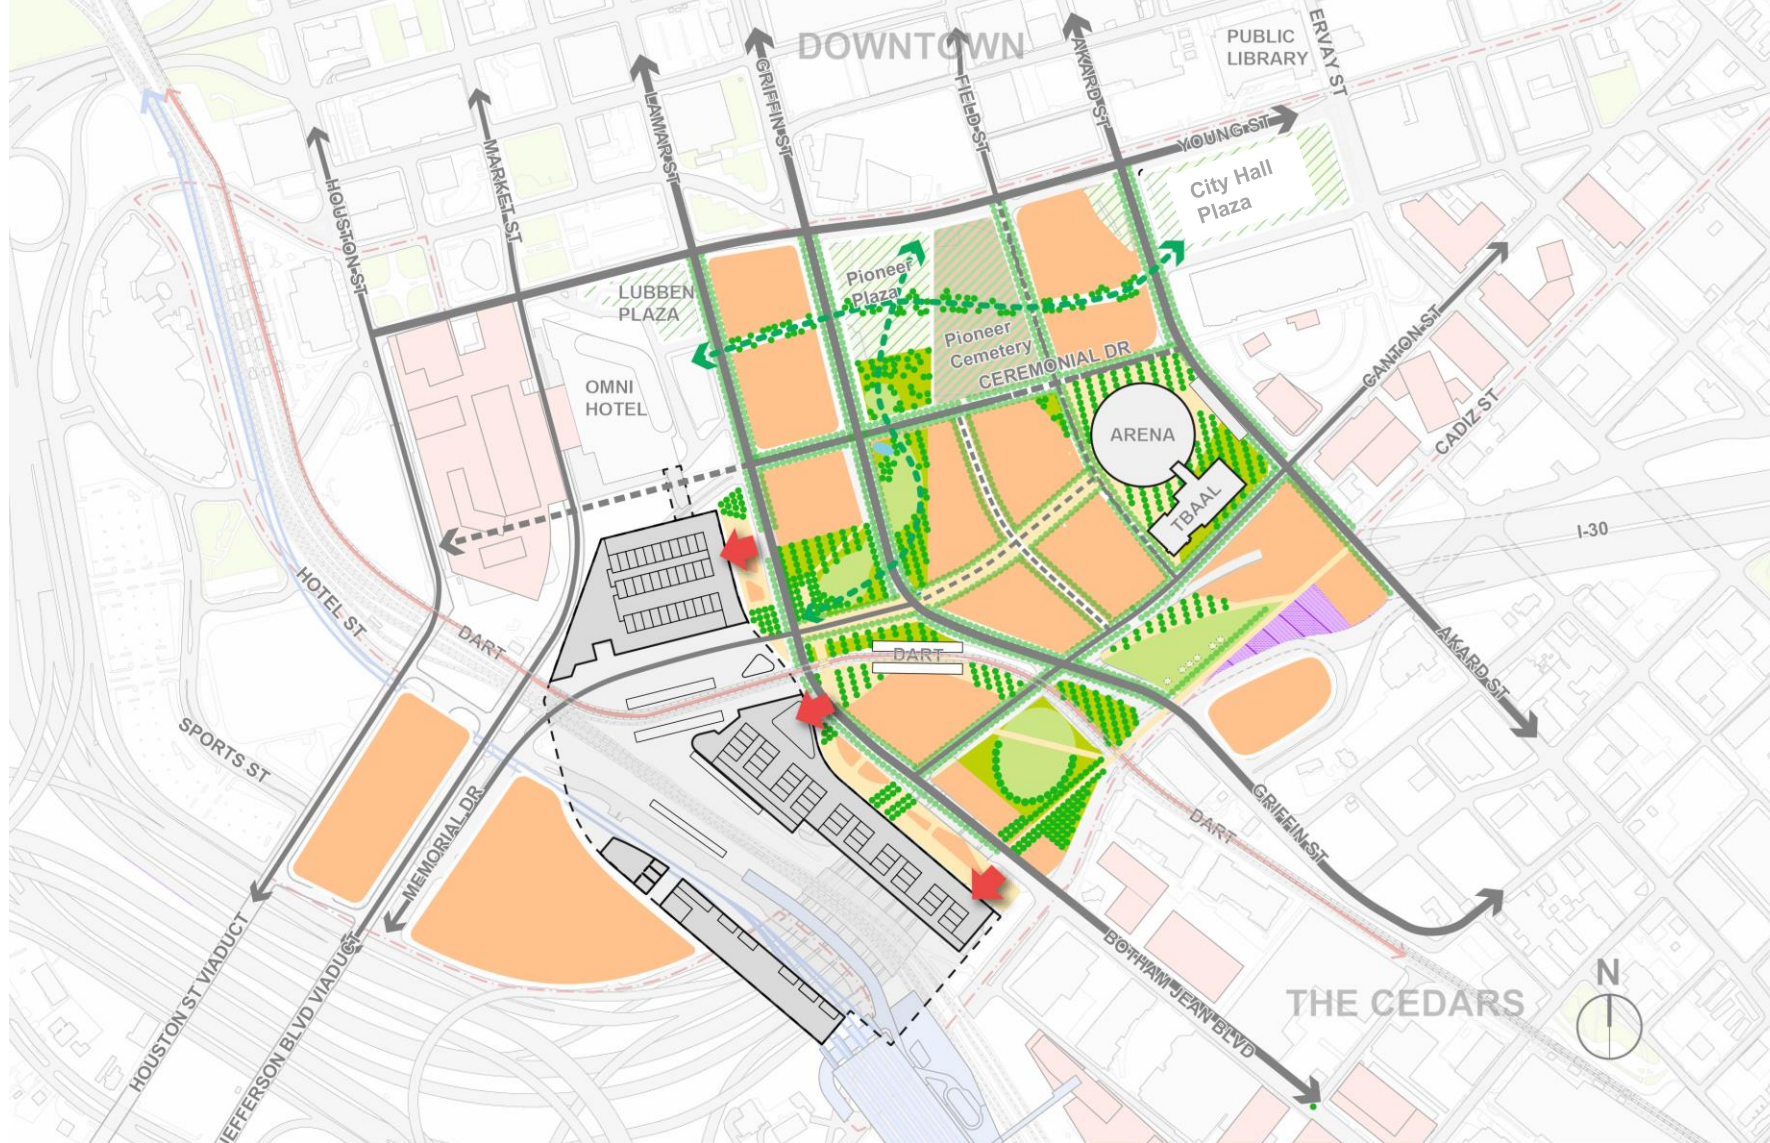 DOWNTOWN
PUBLIC
LIBRARY
ERVAY ST
AKARD ST
FIELD ST
GRIFFIN ST
LAMAR ST
MARKET ST
HOUSTON ST
YOUNG ST
City Hall
Plaza
Pioneer
Plaza
LUBBEN
PLAZA
Pioneer
Cemetery
CEREMONIAL DR
CANTON ST
CADIZ ST
OMNI
HOTEL
ARENA
TBAAL
I-30
HOTEL ST
DART
DART
AKARD ST
SPORTS ST
MEMORIAL DR
GRIFFIN ST
DART
HOUSTON ST VIADUCT
JEFFERSON BLVD VIADUCT
BOTHAM JEAN BLVD
THE CEDARS
N